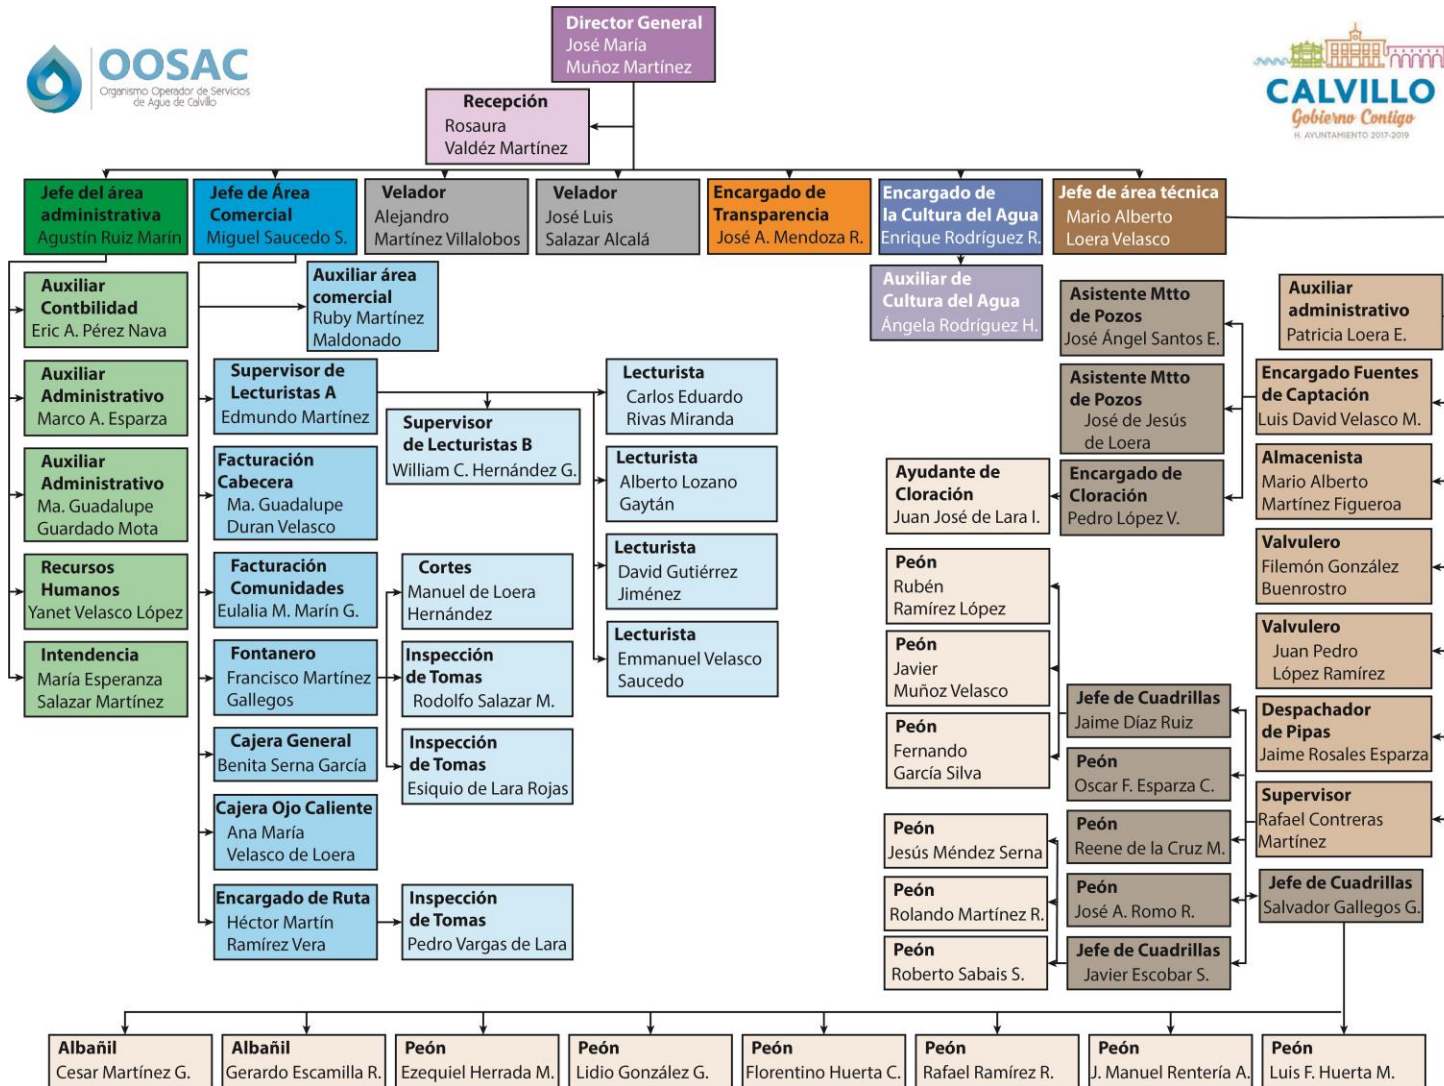 Director General
José María
Muñoz Martínez
OOSAC
Organismo Operador de Servicios
de Agua de Calvillo
CALVILLO
Gobierno Contigo
H. AYUNTAMIENTO 2017-2019
Recepción
Rosaura
Valdéz Martínez
Jefe del área
administrativa
Agustín Ruiz Marín
Jefe de Área
Comercial
Miguel Saucedo S.
Velador
Alejandro
Martínez Villalobos
Velador
José Luis
Salazar Alcalá
Encargado de
Transparencia
José A. Mendoza R.
Encargado de
la Cultura del Agua
Enrique Rodríguez R.
Jefe de área técnica
Mario Alberto
Loera Velasco
Auxiliar
Contbilidad
Eric A. Pérez Nava
Auxiliar
Administrativo
Marco A. Esparza
Auxiliar
Administrativo
Ma. Guadalupe
Guardado Mota
Recursos
Humanos
Yanet Velasco López
Intendencia
María Esperanza
Salazar Martínez
Auxiliar área
comercial
Ruby Martínez
Maldonado
Supervisor de
Lecturistas A
Edmundo Martínez
Facturación
Cabecera
Ma. Guadalupe
Duran Velasco
Facturación
Comunidades
Eulalia M. Marín G.
Fontanero
Francisco Martínez
Gallegos
Cajera General
Benita Serna García
Cajera Ojo Caliente
Ana María
Velasco de Loera
Encargado de Ruta
Héctor Martín
Ramírez Vera
Supervisor
de Lecturistas B
William C. Hernández G.
Cortes
Manuel de Loera
Hernández
Inspección
de Tomas
Rodolfo Salazar M.
Inspección
de Tomas
Esiquio de Lara Rojas
Inspección
de Tomas
Pedro Vargas de Lara
Lecturista
Carlos Eduardo
Rivas Miranda
Lecturista
Alberto Lozano
Gaytán
Lecturista
David Gutiérrez
Jiménez
Lecturista
Emmanuel Velasco
Saucedo
Auxiliar de
Cultura del Agua
Ángela Rodríguez H.
Asistente Mtto
de Pozos
José Ángel Santos E.
Asistente Mtto
de Pozos
José de Jesús
de Loera
Encargado de
Cloración
Pedro López V.
Ayudante de
Cloración
Juan José de Lara I.
Peón
Rubén
Ramírez López
Peón
Javier
Muñoz Velasco
Peón
Fernando
García Silva
Peón
Jesús Méndez Serna
Peón
Rolando Martínez R.
Peón
Roberto Sabais S.
Jefe de Cuadrillas
Jaime Díaz Ruiz
Peón
Oscar F. Esparza C.
Peón
Reene de la Cruz M.
Peón
José A. Romo R.
Jefe de Cuadrillas
Javier Escobar S.
Auxiliar
administrativo
Patricia Loera E.
Encargado Fuentes
de Captación
Luis David Velasco M.
Almacenista
Mario Alberto
Martínez Figueroa
Valvulero
Filemón González
Buenrostro
Valvulero
Juan Pedro
López Ramírez
Despachador
de Pipas
Jaime Rosales Esparza
Supervisor
Rafael Contreras
Martínez
Jefe de Cuadrillas
Salvador Gallegos G.
Albañil
Cesar Martínez G.
Albañil
Gerardo Escamilla R.
Peón
Ezequiel Herrada M.
Peón
Lidio González G.
Peón
Florentino Huerta C.
Peón
Rafael Ramírez R.
Peón
J. Manuel Rentería A.
Peón
Luis F. Huerta M.